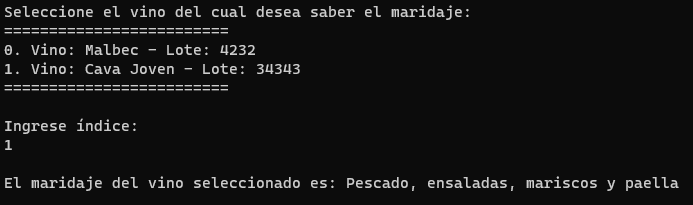 Seleccione el vino del cual desea saber el maridaje:
=========================
0. Vino: Malbec - Lote: 4232
1. Vino: Cava Joven - Lote: 34343
=========================
Ingrese índice:
1
El maridaje del vino seleccionado es: Pescado, ensaladas, mariscos y paella